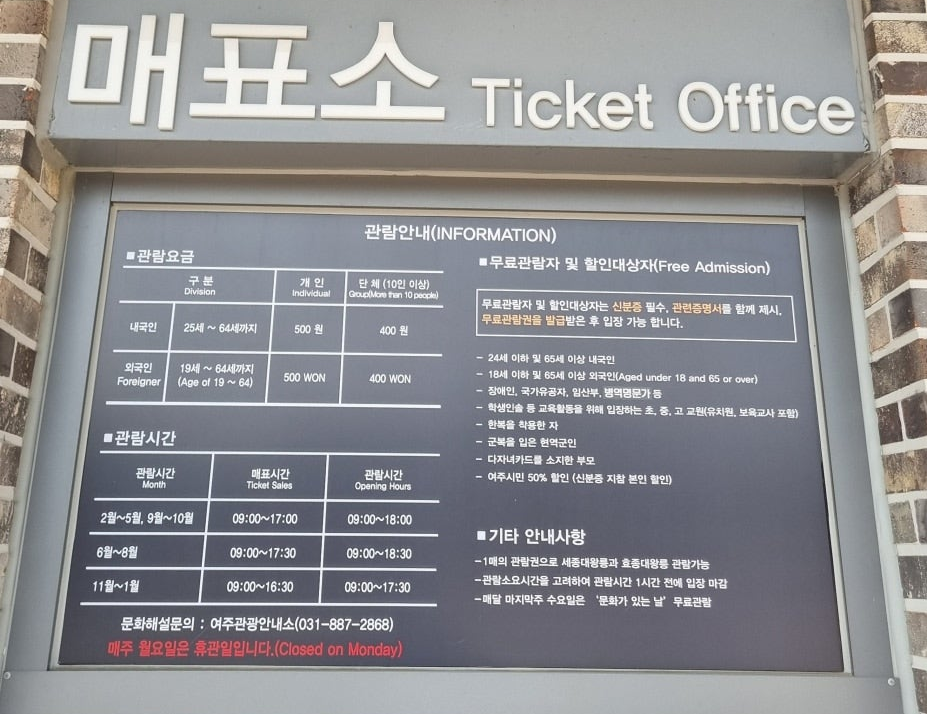 매표소 Ticket Office
관람안내(INFORMATION)
■관람요금
구 분 개 인 단 체 (10인 이상)
Division Individual Group(More than 10 people)
내국인 25세 ~ 64세까지 500 원 400 원
외국인 19세 ~ 64세까지 500 WON 400 WON
Foreigner (Age of 19 ~ 64)
■관람시간
관람시간 매표시간 관람시간
Month Ticket Sales Opening Hours
2월~5월, 9월~10월 09:00~17:00 09:00~18:00
6월~8월 09:00~17:30 09:00~18:30
11월~1월 09:00~16:30 09:00~17:30
문화해설문의 : 여주관광안내소(031-887-2868)
매주 월요일은 휴관일입니다.(Closed on Monday)
■무료관람자 및 할인대상자(Free Admission)
무료관람자 및 할인대상자는 신분증 필수, 관련증명서를 함께 제시,
무료관람권을 발급받은 후 입장 가능 합니다.
- 24세 이하 및 65세 이상 내국인
- 18세 이하 및 65세 이상 외국인(Aged under 18 and 65 or over)
- 장애인, 국가유공자, 임산부, 병역명문가 등
- 학생인솔 등 교육활동을 위해 입장하는 초, 중, 고 교원(유치원, 보육교사 포함)
- 한복을 착용한 자
- 군복을 입은 현역군인
- 다자녀카드를 소지한 부모
- 여주시민 50% 할인 (신분증 지참 본인 할인)
■기타 안내사항
-1매의 관람권으로 세종대왕릉과 효종대왕릉 관람가능
-관람소요시간을 고려하여 관람시간 1시간 전에 입장 마감
-매달 마지막주 수요일은 '문화가 있는 날' 무료관람